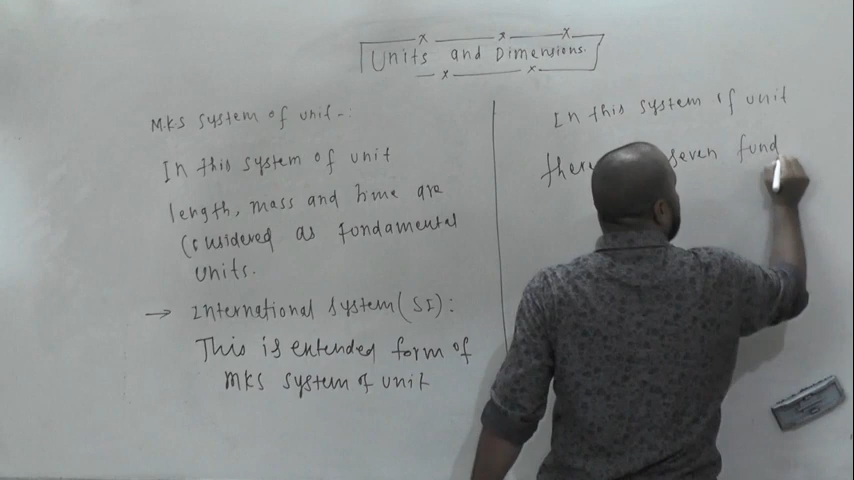 Units and Dimensions.
M.K.S system of unit-:
In this system of unit
length, mass and time are
considered as fundamental
units.
→ International system (SI):
This is extended form of
MKS system of unit
In this system of unit
seven fund